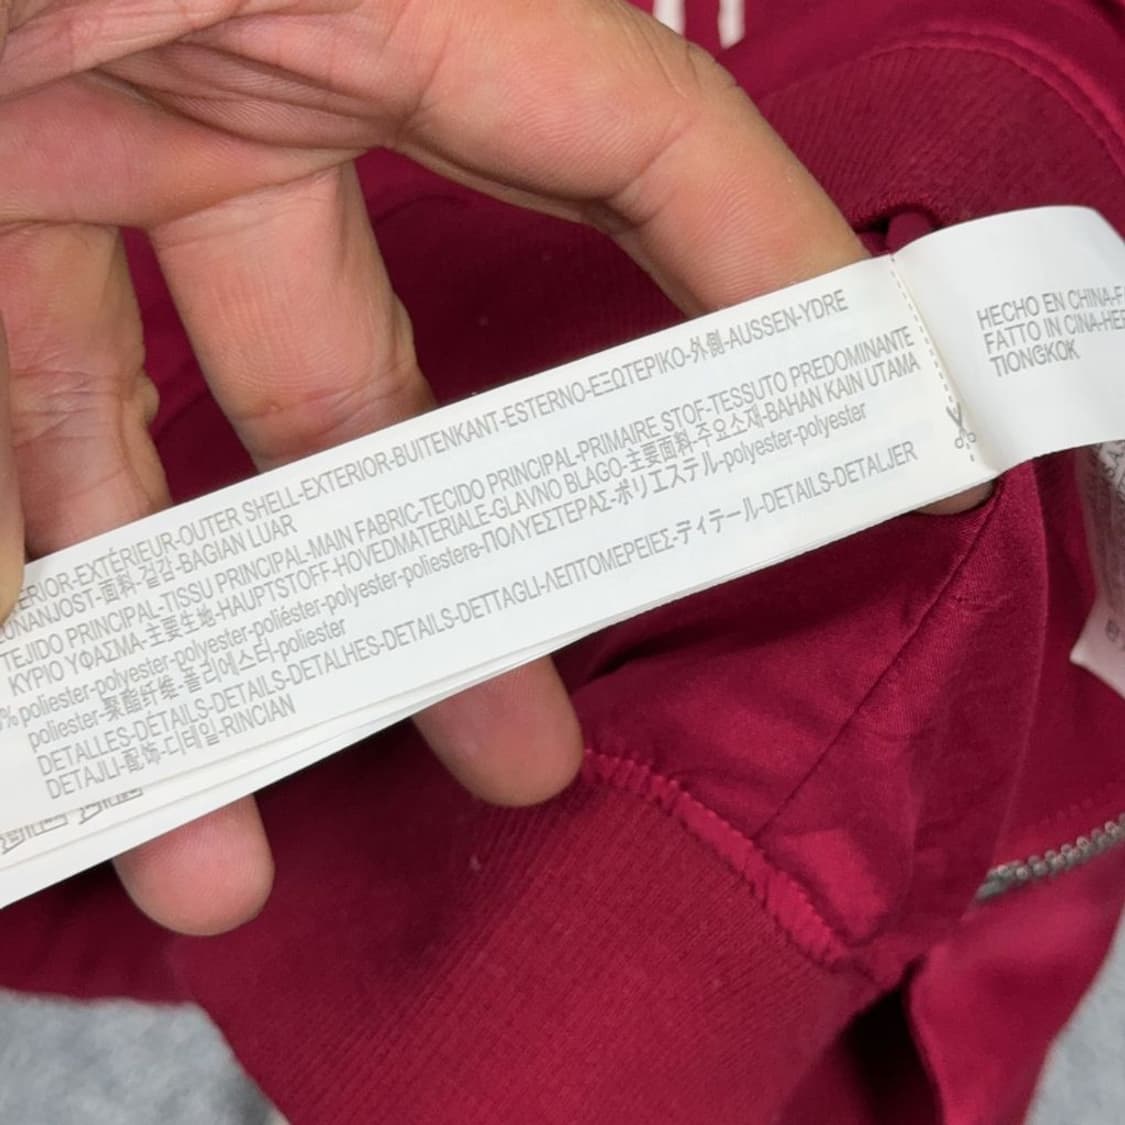 ERIOR-EXTÉRIEUR-OUTER SHELL-EXTERIOR-BUITENKANT-ESTERNO-ΕΞΩΤΕΡΙΚΟ-外側-AUSSEN-YDRE
UNANJOST-面料-겉감-BAGIAN LUAR
TEJIDO PRINCIPAL-TISSU PRINCIPAL-MAIN FABRIC-TECIDO PRINCIPAL-PRIMAIRE STOF-TESSUTO PREDOMINANTE
ΚΥΡΙΟ ΥΦΑΣΜΑ-主要生地-HAUPTSTOFF-HOVEDMATERIALE-GLAVNO BLAGO-主要面料-주요소재-BAHAN KAIN UTAMA
% poliester-polyester-polyester-poliéster-polyester-poliestere-ΠΟΛΥΕΣΤΕΡΑΣ-ポリエステル-polyester-polyester
poliester-聚酯纤维-폴리에스터-poliester
DETALLES-DÉTAILS-DETAILS-DETALHES-DETAILS-DETTAGLI-ΛΕΠΤΟΜΕΡΕΙΕΣ-ディテール-DETAILS-DETALJER
DETAJLI-配饰-디테일-RINCIAN
HECHO EN CHINA-F
FATTO IN CINA-
TIONGKOK